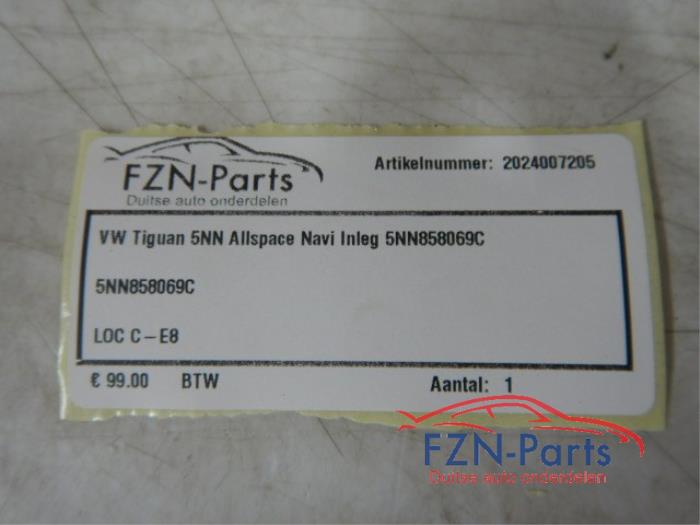 FZN-Parts
Duitse auto onderdelen
Artikelnummer: 2024007205
VW Tiguan 5NN Allspace Navi Inleg 5NN858069C
5NN858069C
LOC C-E8
€ 99.00 BTW Aantal: 1
FZN-Parts
Duitse auto onderdelen